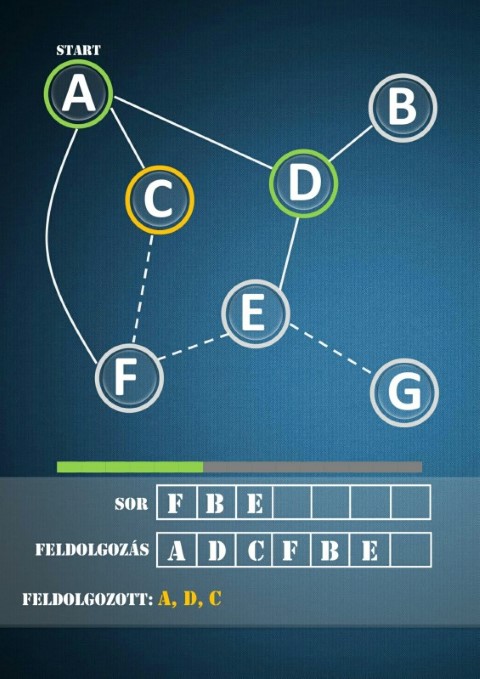 START
A
B
C
D
E
F
G
SOR F B E
FELDOLGOZÁS A D C F B E
FELDOLGOZOTT: A, D, C